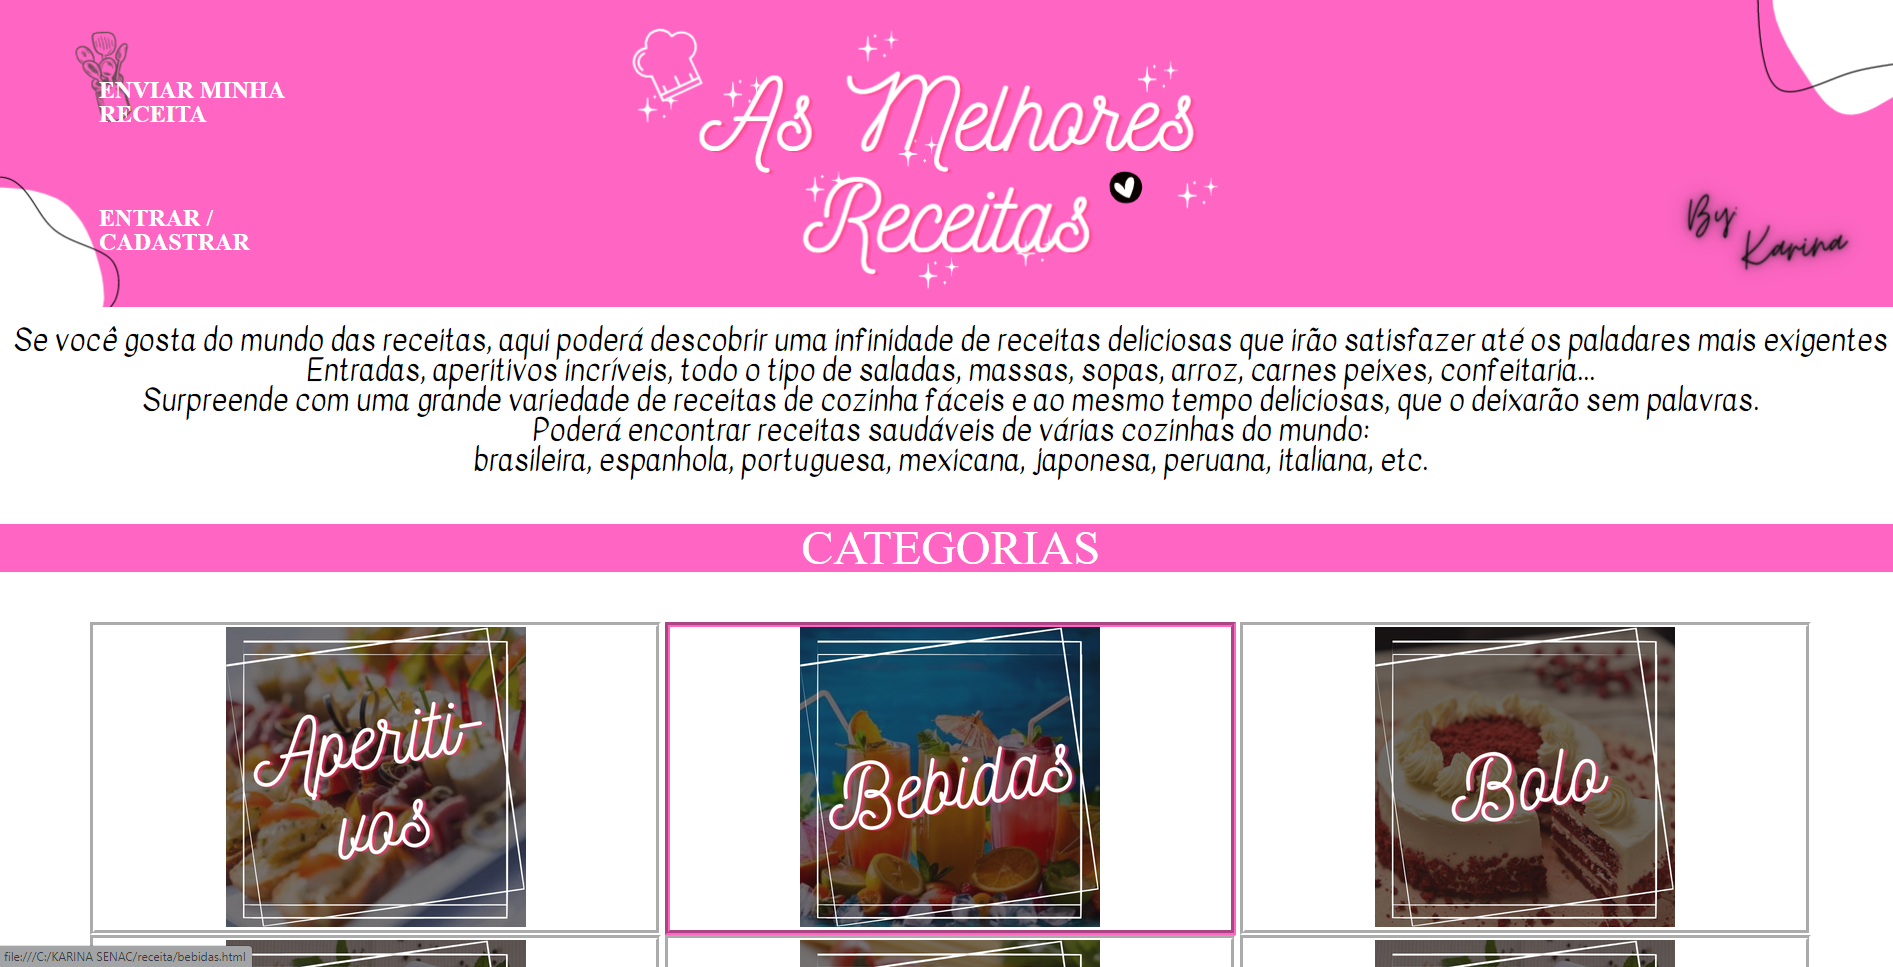 ENVIAR MINHA
RECEITA
ENTRAR /
CADASTRAR
As Melhores
Receitas
By:
Karina
Se você gosta do mundo das receitas, aqui poderá descobrir uma infinidade de receitas deliciosas que irão satisfazer até os paladares mais exigentes
Entradas, aperitivos incríveis, todo o tipo de saladas, massas, sopas, arroz, carnes peixes, confeitaria...
Surpreende com uma grande variedade de receitas de cozinha fáceis e ao mesmo tempo deliciosas, que o deixarão sem palavras.
Poderá encontrar receitas saudáveis de várias cozinhas do mundo:
brasileira, espanhola, portuguesa, mexicana, japonesa, peruana, italiana, etc.
CATEGORIAS
Aperiti-
vos
Bebidas
Bolo
file:///C:/KARINA SENAC/receita/bebidas.html